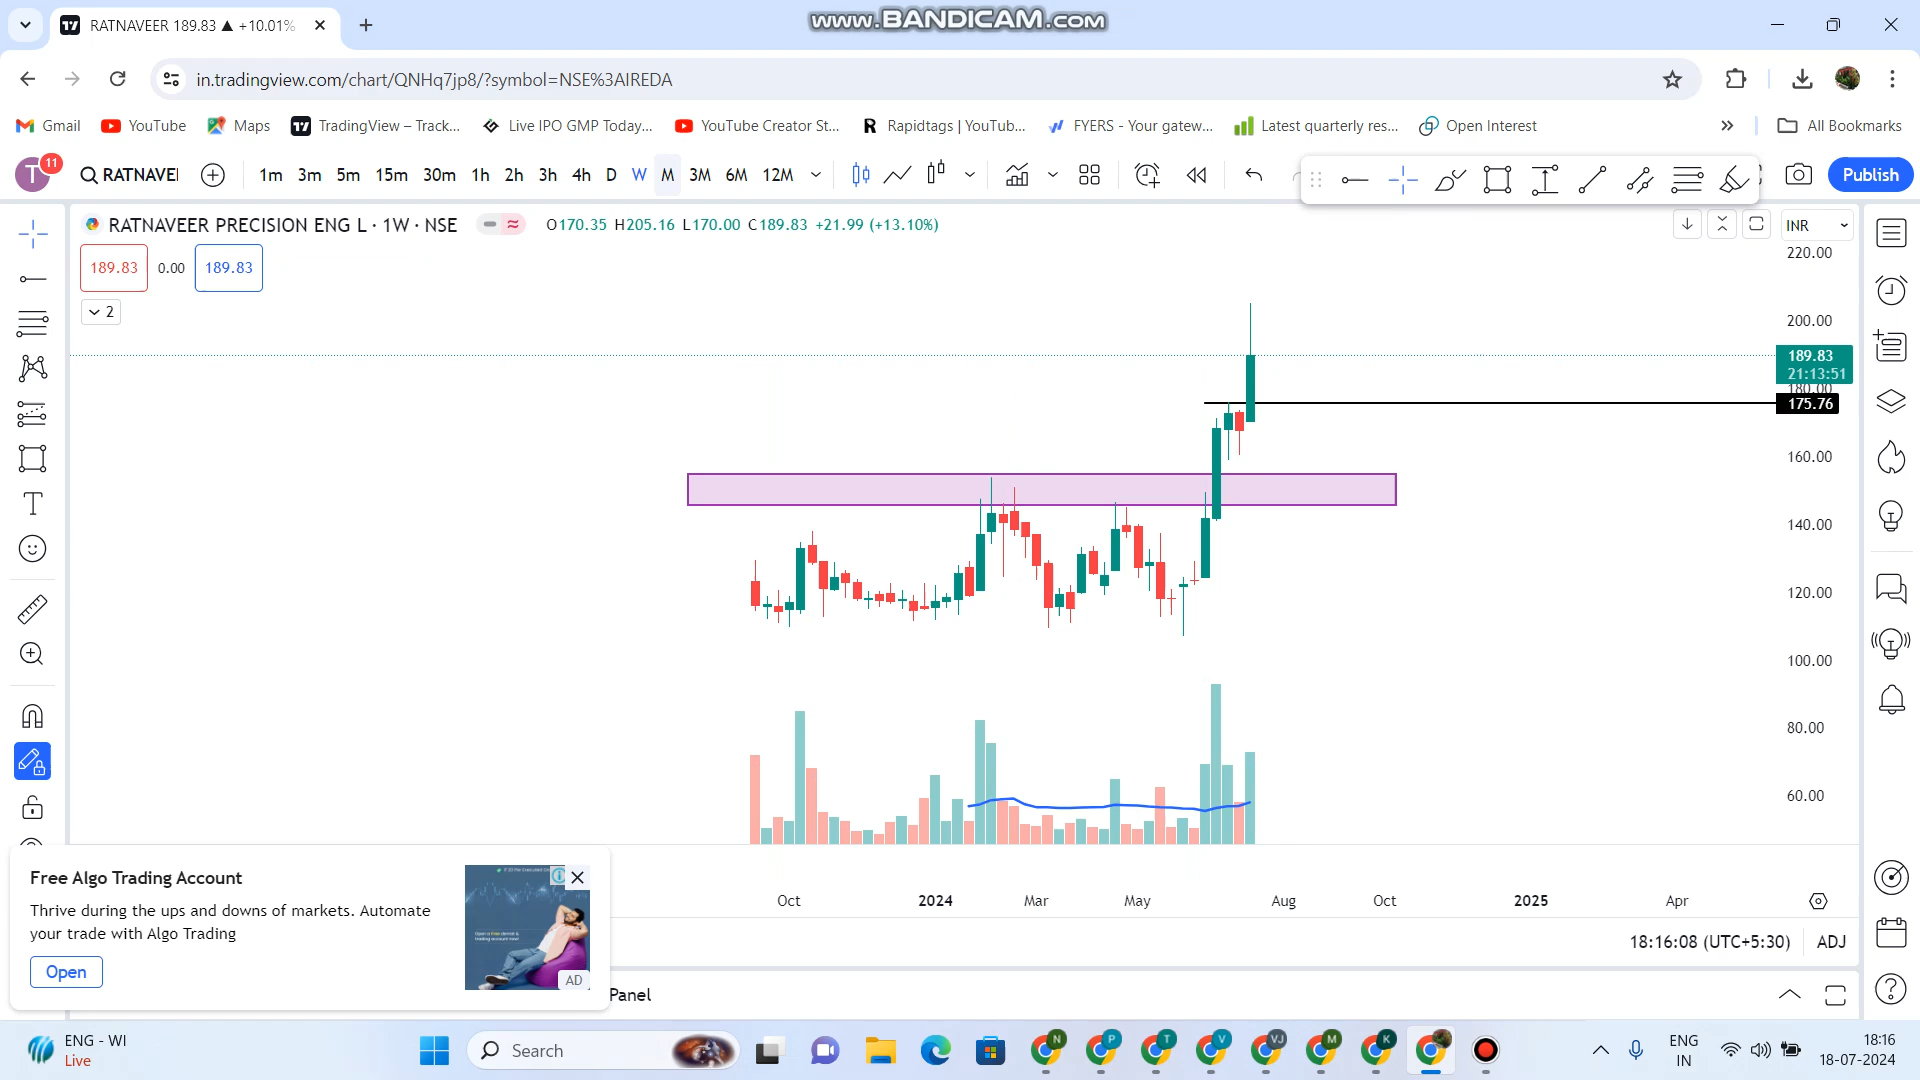 RATNAVEER 189.83 ▲ +10.01%
www.BANDICAM.com
in.tradingview.com/chart/QNHq7jp8/?symbol=NSE%3AIREDA
Gmail YouTube Maps TradingView – Track... Live IPO GMP Today,... YouTube Creator St... Rapidtags | YouTub... FYERS - Your gatew... Latest quarterly res... Open Interest All Bookmarks
T 11 RATNAVE 1m 3m 5m 15m 30m 1h 2h 3h 4h D W M 3M 6M 12M Publish
RATNAVEER PRECISION ENG L · 1W · NSE O170.35 H205.16 L170.00 C189.83 +21.99 (+13.10%) INR
220.00
189.83 0.00 189.83
2
200.00
189.83
21:13:51
180.00
175.76
160.00
140.00
120.00
100.00
80.00
60.00
Oct 2024 Mar May Aug Oct 2025 Apr
18:16:08 (UTC+5:30) ADJ
Free Algo Trading Account
Thrive during the ups and downs of markets. Automate
your trade with Algo Trading
Open
AD
Panel
ENG - WI
Live
Search
N P T V VJ M K
ENG
IN
18:16
18-07-2024